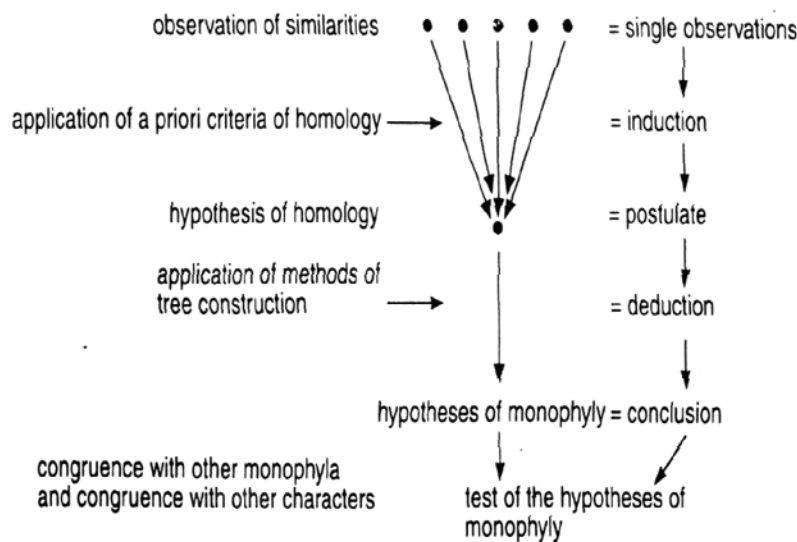 observation of similarities = single observations
application of a priori criteria of homology = induction
hypothesis of homology = postulate
application of methods of
tree construction = deduction
hypotheses of monophyly = conclusion
congruence with other monophyla
and congruence with other characters
test of the hypotheses of
monophyly